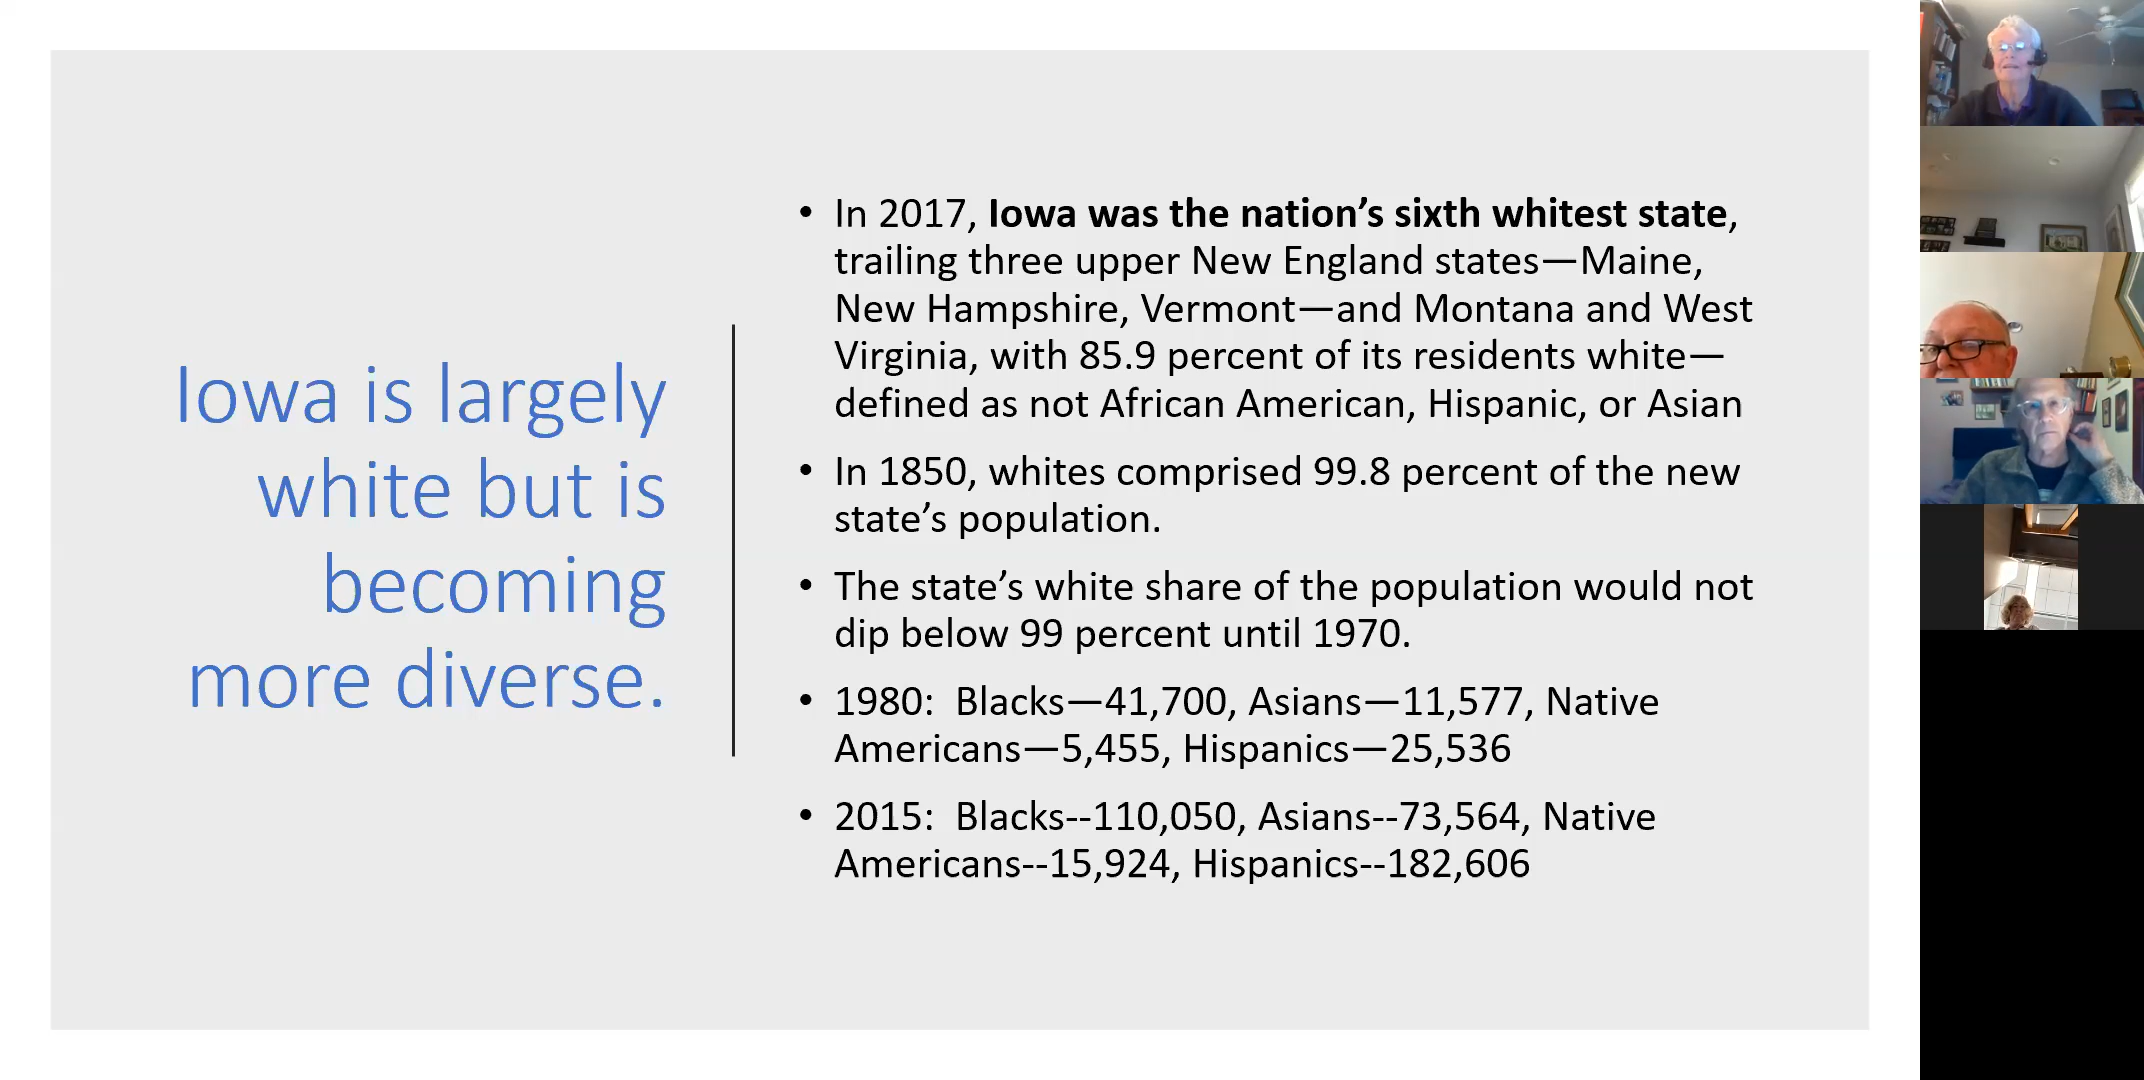 Iowa is largely
white but is
becoming
more diverse.
• In 2017, Iowa was the nation’s sixth whitest state,
trailing three upper New England states—Maine,
New Hampshire, Vermont—and Montana and West
Virginia, with 85.9 percent of its residents white—
defined as not African American, Hispanic, or Asian
• In 1850, whites comprised 99.8 percent of the new
state’s population.
• The state’s white share of the population would not
dip below 99 percent until 1970.
• 1980:  Blacks—41,700, Asians—11,577, Native
Americans—5,455, Hispanics—25,536
• 2015:  Blacks--110,050, Asians--73,564, Native
Americans--15,924, Hispanics--182,606